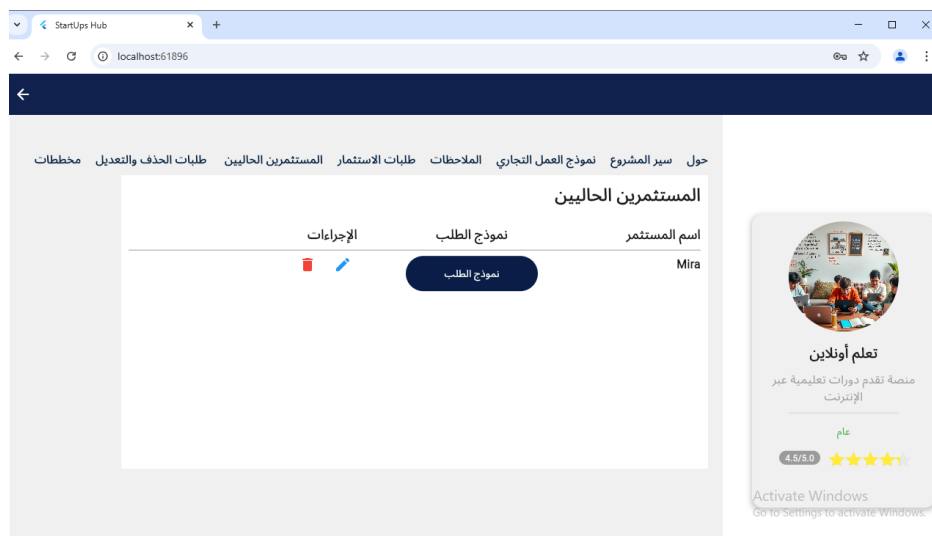 StartUps Hub
localhost:61896
حول سير المشروع نموذج العمل التجاري الملاحظات طلبات الاستثمار المستثمرين الحاليين طلبات الحذف والتعديل مخططات
المستثمرين الحاليين
اسم المستثمر نموذج الطلب الإجراءات
Mira نموذج الطلب
تعلم أونلاين
منصة تقدم دورات تعليمية عبر
الإنترنت
عام
4.5/5.0
Activate Windows
Go to Settings to activate Windows.